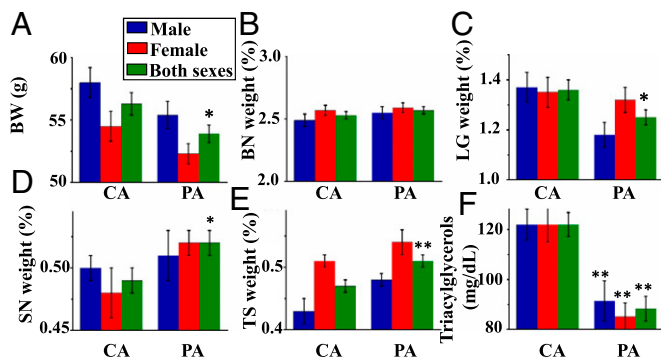 A
BW (g)
60
55
50
*
CA
PA
Male
Female
Both sexes
B
BN weight (%)
3.0
2.5
2.0
CA
PA
C
LG weight (%)
1.4
1.2
1.0
*
CA
PA
D
SN weight (%)
0.50
0.45
*
CA
PA
E
TS weight (%)
0.5
0.4
**
CA
PA
F
Triacylglycerols
(mg/dL)
120
100
80
** ** **
CA
PA